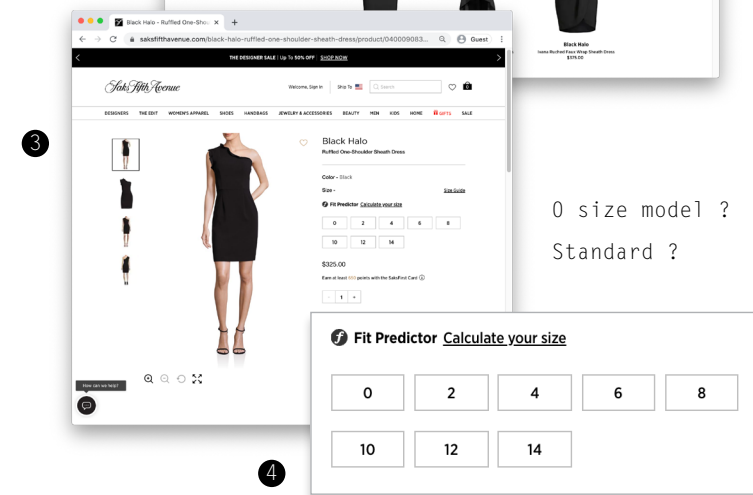 Black Halo
Ivana Ruched Faux Wrap Sheath Dress
$375.00
Black Halo - Ruffled One-Shou
saksfifthavenue.com/black-halo-ruffled-one-shoulder-sheath-dress/product/040009083...
Guest
THE DESIGNER SALE | Up To 50% OFF | SHOP NOW
Saks Fifth Avenue
Welcome, Sign In
Ship To
Search
0
DESIGNERS THE EDIT WOMEN'S APPAREL SHOES HANDBAGS JEWELRY & ACCESSORIES BEAUTY MEN KIDS HOME GIFTS SALE
3
Black Halo
Ruffled One-Shoulder Sheath Dress
Color - Black
Size - Size Guide
Fit Predictor Calculate your size
0 2 4 6 8
10 12 14
$325.00
Earn at least 650 points with the SaksFirst Card
- 1 +
How can we help?
0 size model ?
Standard ?
Fit Predictor Calculate your size
0 2 4 6 8
10 12 14
4